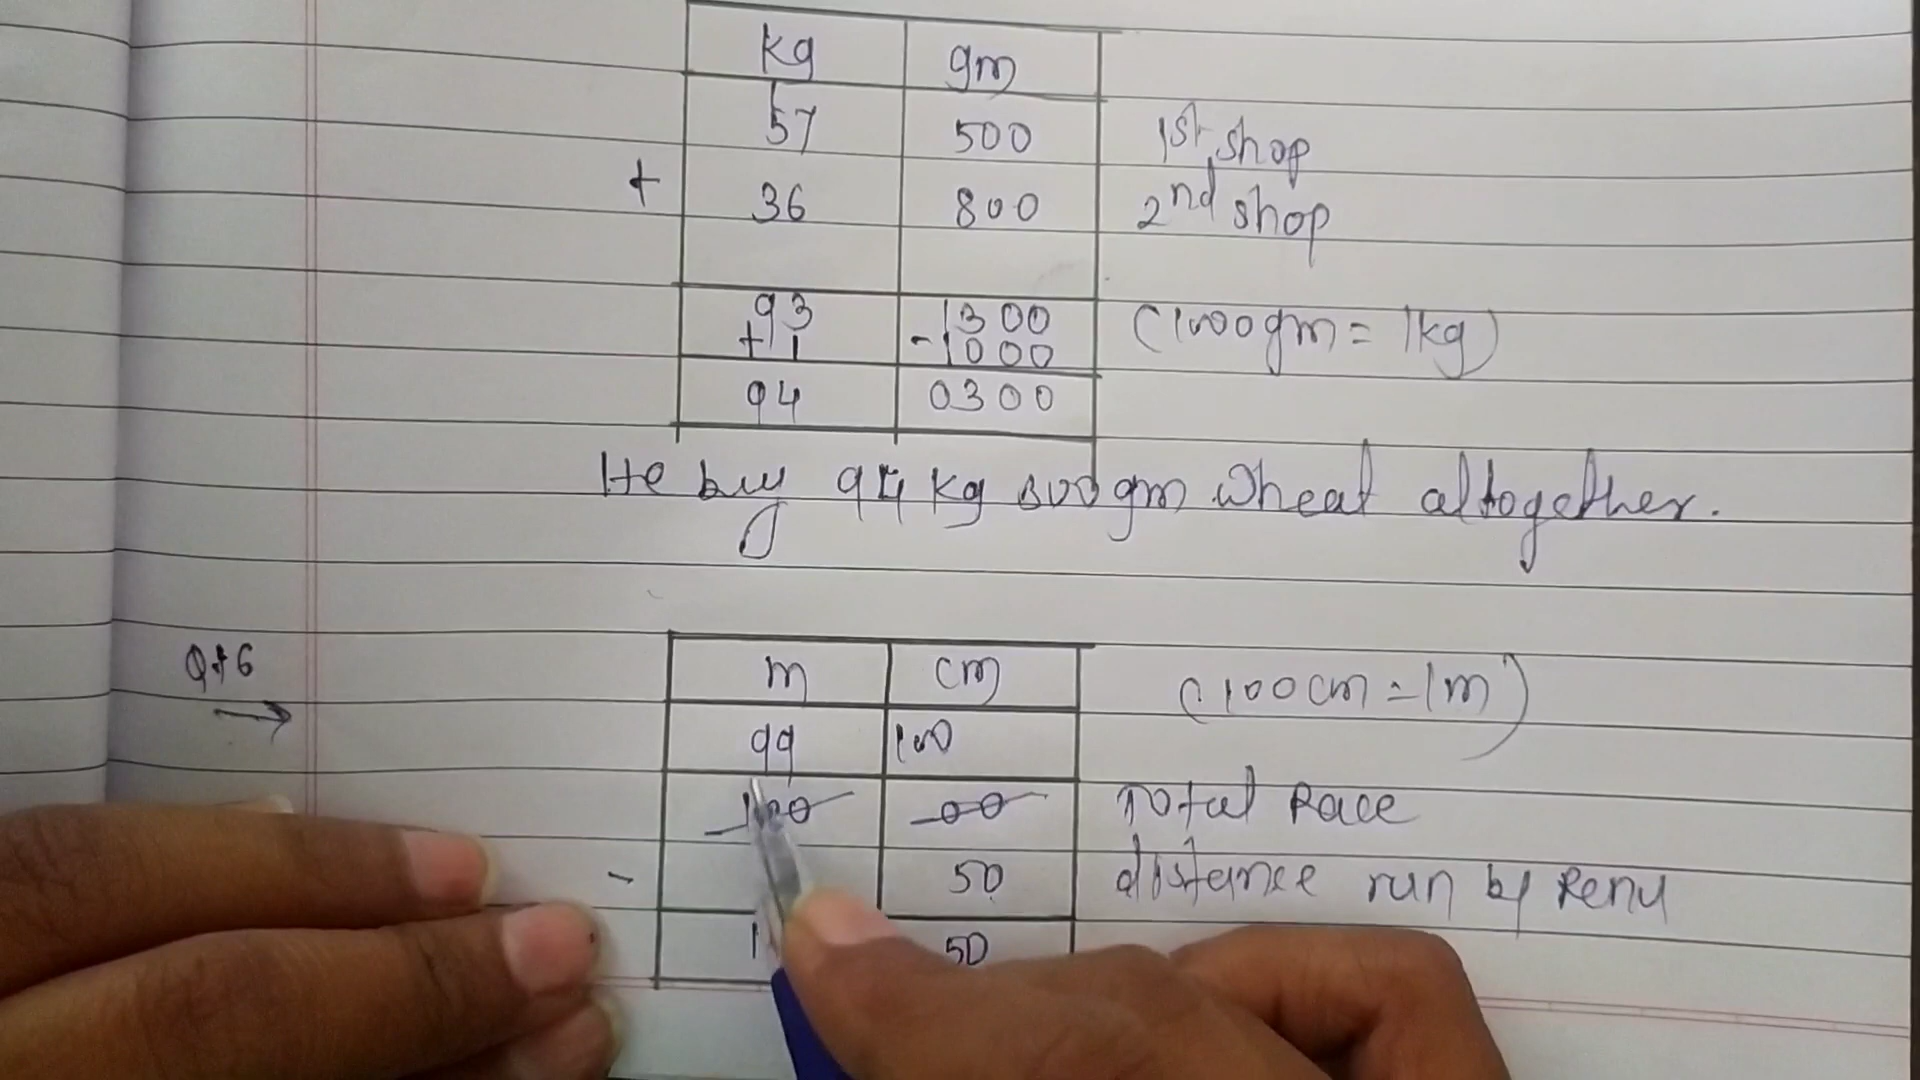 kg gm
57 500 1st shop
+ 36 800 2nd shop
93 1300 (1000gm = 1kg)
+ 1 - 1000
94 0300
He buy 94 kg 300 gm wheat altogether.
Q.6 m cm (100cm = 1m)
99 100
100 00 Total Race
- 50 distance run by Renu
1 50